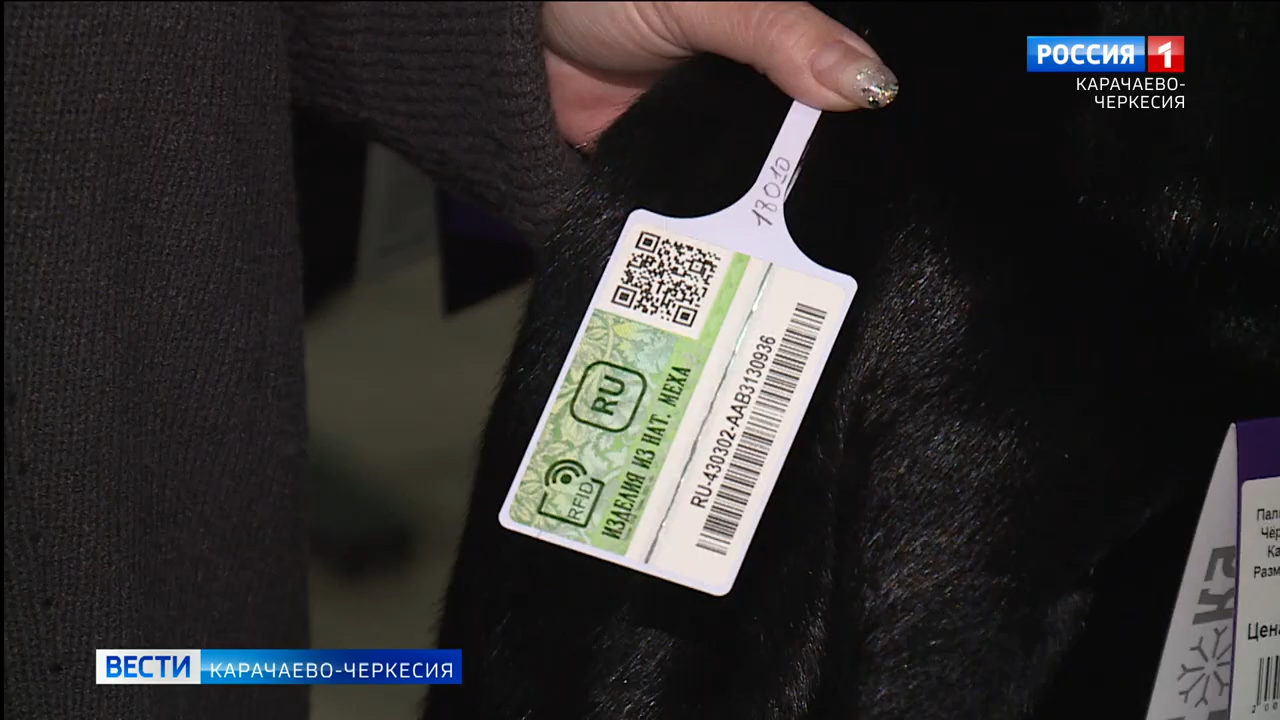 РОССИЯ 1
КАРАЧАЕВО-
ЧЕРКЕСИЯ
18010
RU
RFID
ИЗДЕЛИЯ ИЗ НАТ. МЕХА
RU-430302-AAB3130936
Цена
ВЕСТИ КАРАЧАЕВО-ЧЕРКЕСИЯ